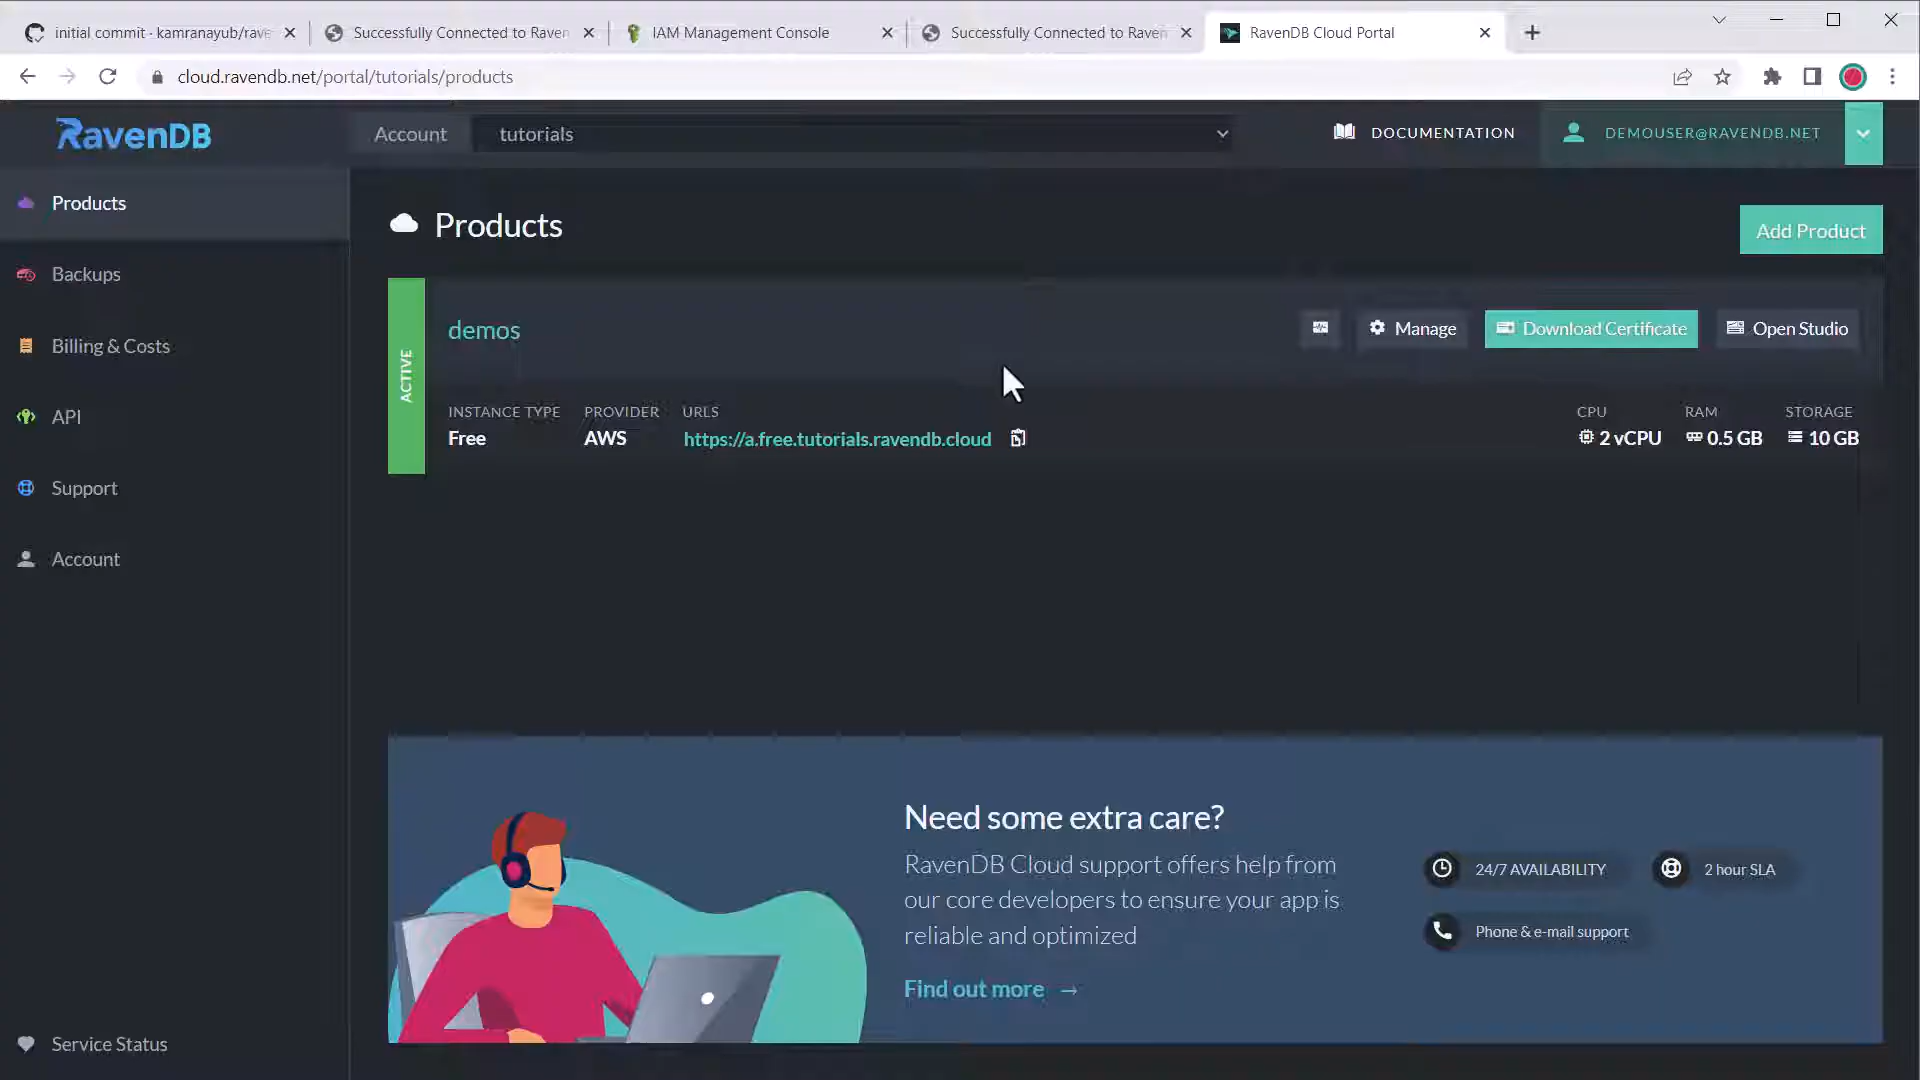 initial commit · kamranayub/rave
Successfully Connected to Raven
IAM Management Console
Successfully Connected to Raven
RavenDB Cloud Portal
cloud.ravendb.net/portal/tutorials/products
RavenDB
Account
tutorials
DOCUMENTATION
DEMOUSER@RAVENDB.NET
Products
Backups
Billing & Costs
API
Support
Account
Service Status
Products
Add Product
ACTIVE
demos
Manage
Download Certificate
Open Studio
INSTANCE TYPE
Free
PROVIDER
AWS
URLS
https://a.free.tutorials.ravendb.cloud
CPU
2 vCPU
RAM
0.5 GB
STORAGE
10 GB
Need some extra care?
RavenDB Cloud support offers help from
our core developers to ensure your app is
reliable and optimized
Find out more →
24/7 AVAILABILITY
2 hour SLA
Phone & e-mail support